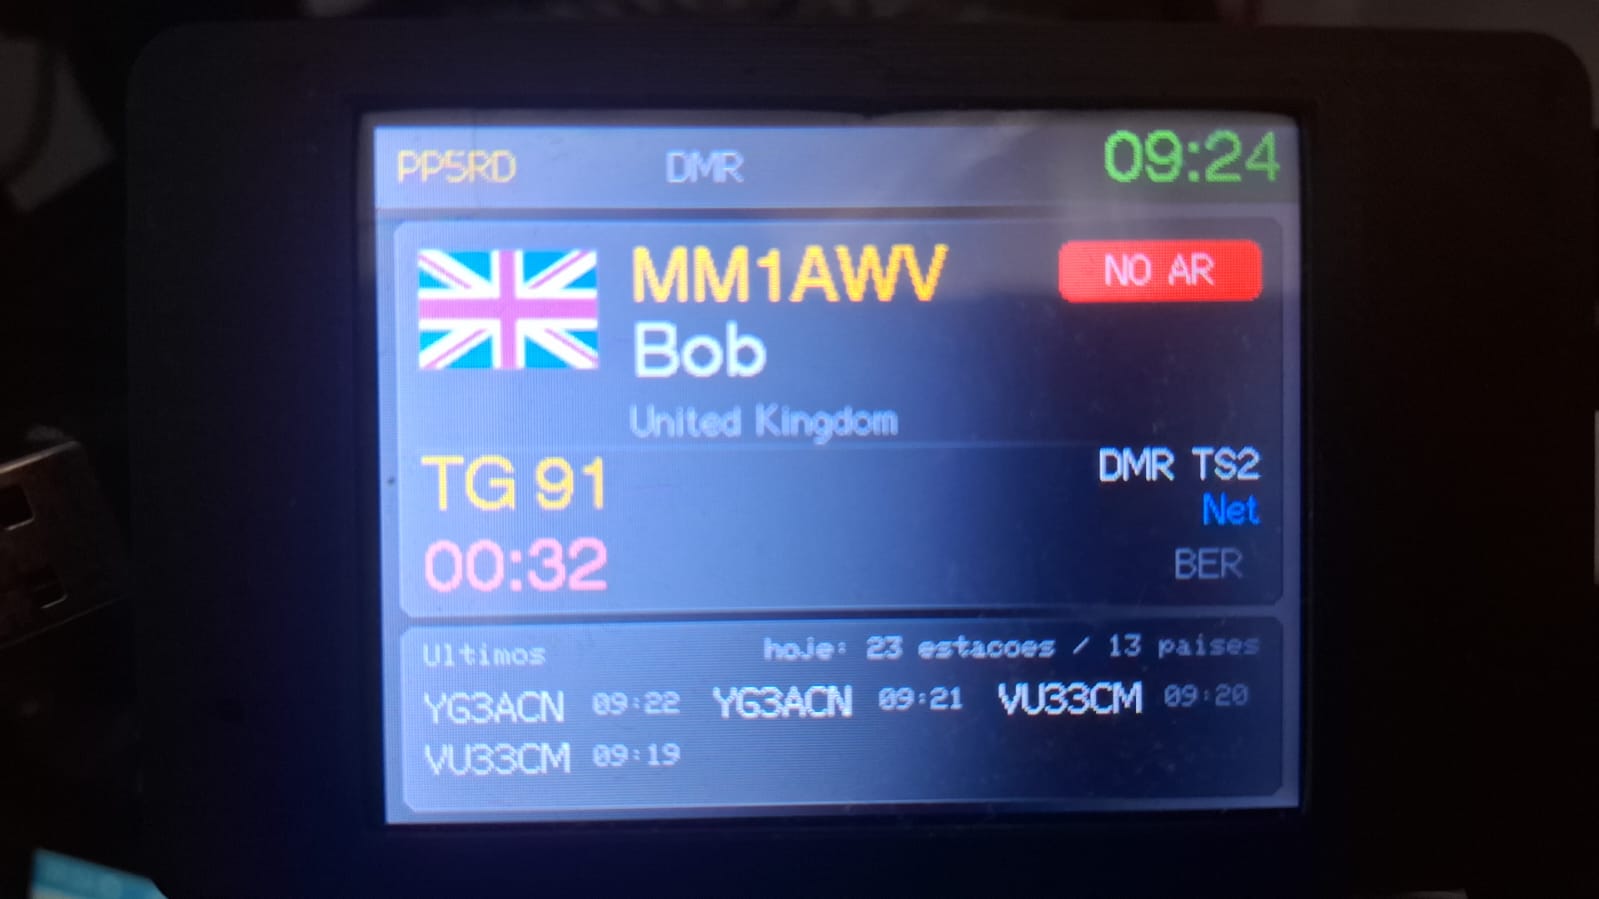 PP5RD DMR 09:24
MM1AWV NO AR
Bob
United Kingdom
TG 91 DMR TS2
Net
00:32 BER
Ultimos hoje: 23 estacoes / 13 paises
YG3ACN 09:22 YG3ACN 09:21 VU33CM 09:20
VU33CM 09:19